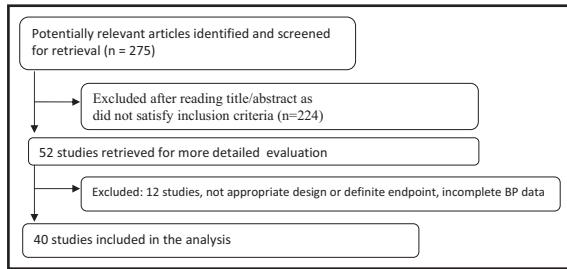 Potentially relevant articles identified and screened
for retrieval (n = 275)
Excluded after reading title/abstract as
did not satisfy inclusion criteria (n=224)
52 studies retrieved for more detailed evaluation
Excluded: 12 studies, not appropriate design or definite endpoint, incomplete BP data
40 studies included in the analysis